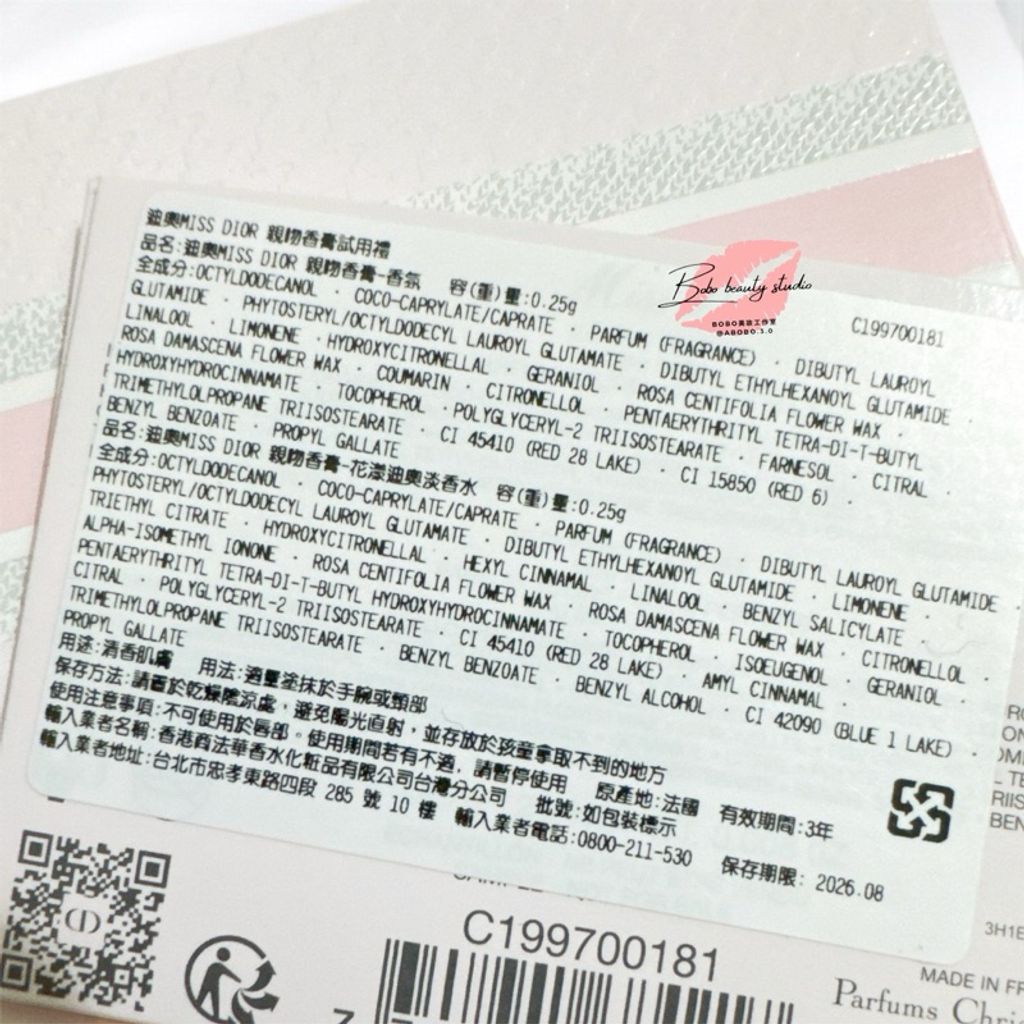 迪奧MISS DIOR 親吻香膏試用禮
品名:迪奧MISS DIOR 親吻香膏-香氛 容(重)量:0.25g
C199700181
全成分:OCTYLDODECANOL · COCO-CAPRYLATE/CAPRATE · PARFUM (FRAGRANCE) · DIBUTYL LAUROYL
GLUTAMIDE · PHYTOSTERYL/OCTYLDODECYL LAUROYL GLUTAMATE · DIBUTYL ETHYLHEXANOYL GLUTAMIDE ·
LINALOOL · LIMONENE · HYDROXYCITRONELLAL · GERANIOL · ROSA CENTIFOLIA FLOWER WAX ·
ROSA DAMASCENA FLOWER WAX · COUMARIN · CITRONELLOL · PENTAERYTHRITYL TETRA-DI-T-BUTYL
HYDROXYHYDROCINNAMATE · TOCOPHEROL · POLYGLYCERYL-2 TRIISOSTEARATE · FARNESOL · CITRAL ·
TRIMETHYLOLPROPANE TRIISOSTEARATE · CI 45410 (RED 28 LAKE) · CI 15850 (RED 6) ·
BENZYL BENZOATE · PROPYL GALLATE
品名:迪奧MISS DIOR 親吻香膏-花漾迪奧淡香水 容(重)量:0.25g
全成分:OCTYLDODECANOL · COCO-CAPRYLATE/CAPRATE · PARFUM (FRAGRANCE) · DIBUTYL LAUROYL GLUTAMIDE ·
PHYTOSTERYL/OCTYLDODECYL LAUROYL GLUTAMATE · DIBUTYL ETHYLHEXANOYL GLUTAMIDE · LIMONENE ·
TRIETHYL CITRATE · HYDROXYCITRONELLAL · HEXYL CINNAMAL · LINALOOL · BENZYL SALICYLATE ·
ALPHA-ISOMETHYL IONONE · ROSA CENTIFOLIA FLOWER WAX · ROSA DAMASCENA FLOWER WAX · CITRONELLOL ·
PENTAERYTHRITYL TETRA-DI-T-BUTYL HYDROXYHYDROCINNAMATE · TOCOPHEROL · ISOEUGENOL · GERANIOL ·
CITRAL · POLYGLYCERYL-2 TRIISOSTEARATE · CI 45410 (RED 28 LAKE) · AMYL CINNAMAL ·
TRIMETHYLOLPROPANE TRIISOSTEARATE · BENZYL BENZOATE · BENZYL ALCOHOL · CI 42090 (BLUE 1 LAKE) ·
PROPYL GALLATE
用途:清香肌膚 用法:適量塗抹於手腕或頸部
保存方法:請置於乾燥陰涼處,避免陽光直射,並存放於孩童拿取不到的地方
使用注意事項:不可使用於唇部。使用期間若有不適, 請暫停使用 原產地:法國 有效期間:3年
輸入業者名稱:香港商法華香水化粧品有限公司台灣分公司 批號:如包裝標示
輸入業者地址:台北市忠孝東路四段 285 號 10 樓 輸入業者電話:0800-211-530 保存期限: 2026.08
Bobo beauty studio
BOBO美妝工作室
@ABOBO.3.0
C199700181
MADE IN FR
Parfums Chris